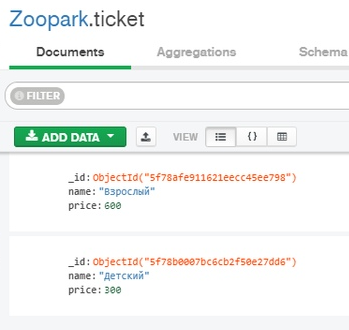 Zoopark.ticket
Documents Aggregations Schema
FILTER
ADD DATA VIEW {}
_id:ObjectId("5f78afe911621eecc45ee798")
name:"Взрослый"
price:600
_id:ObjectId("5f78b0007bc6cb2f50e27dd6")
name:"Детский"
price:300